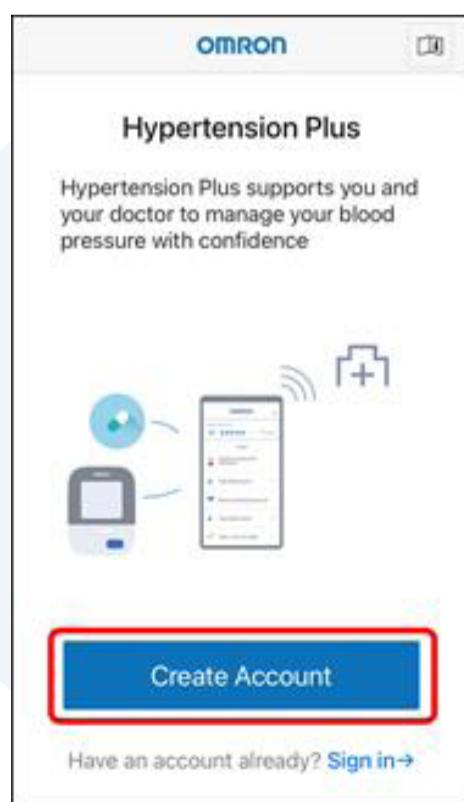 OMRON
Hypertension Plus
Hypertension Plus supports you and
your doctor to manage your blood
pressure with confidence
Create Account
Have an account already? Sign in→